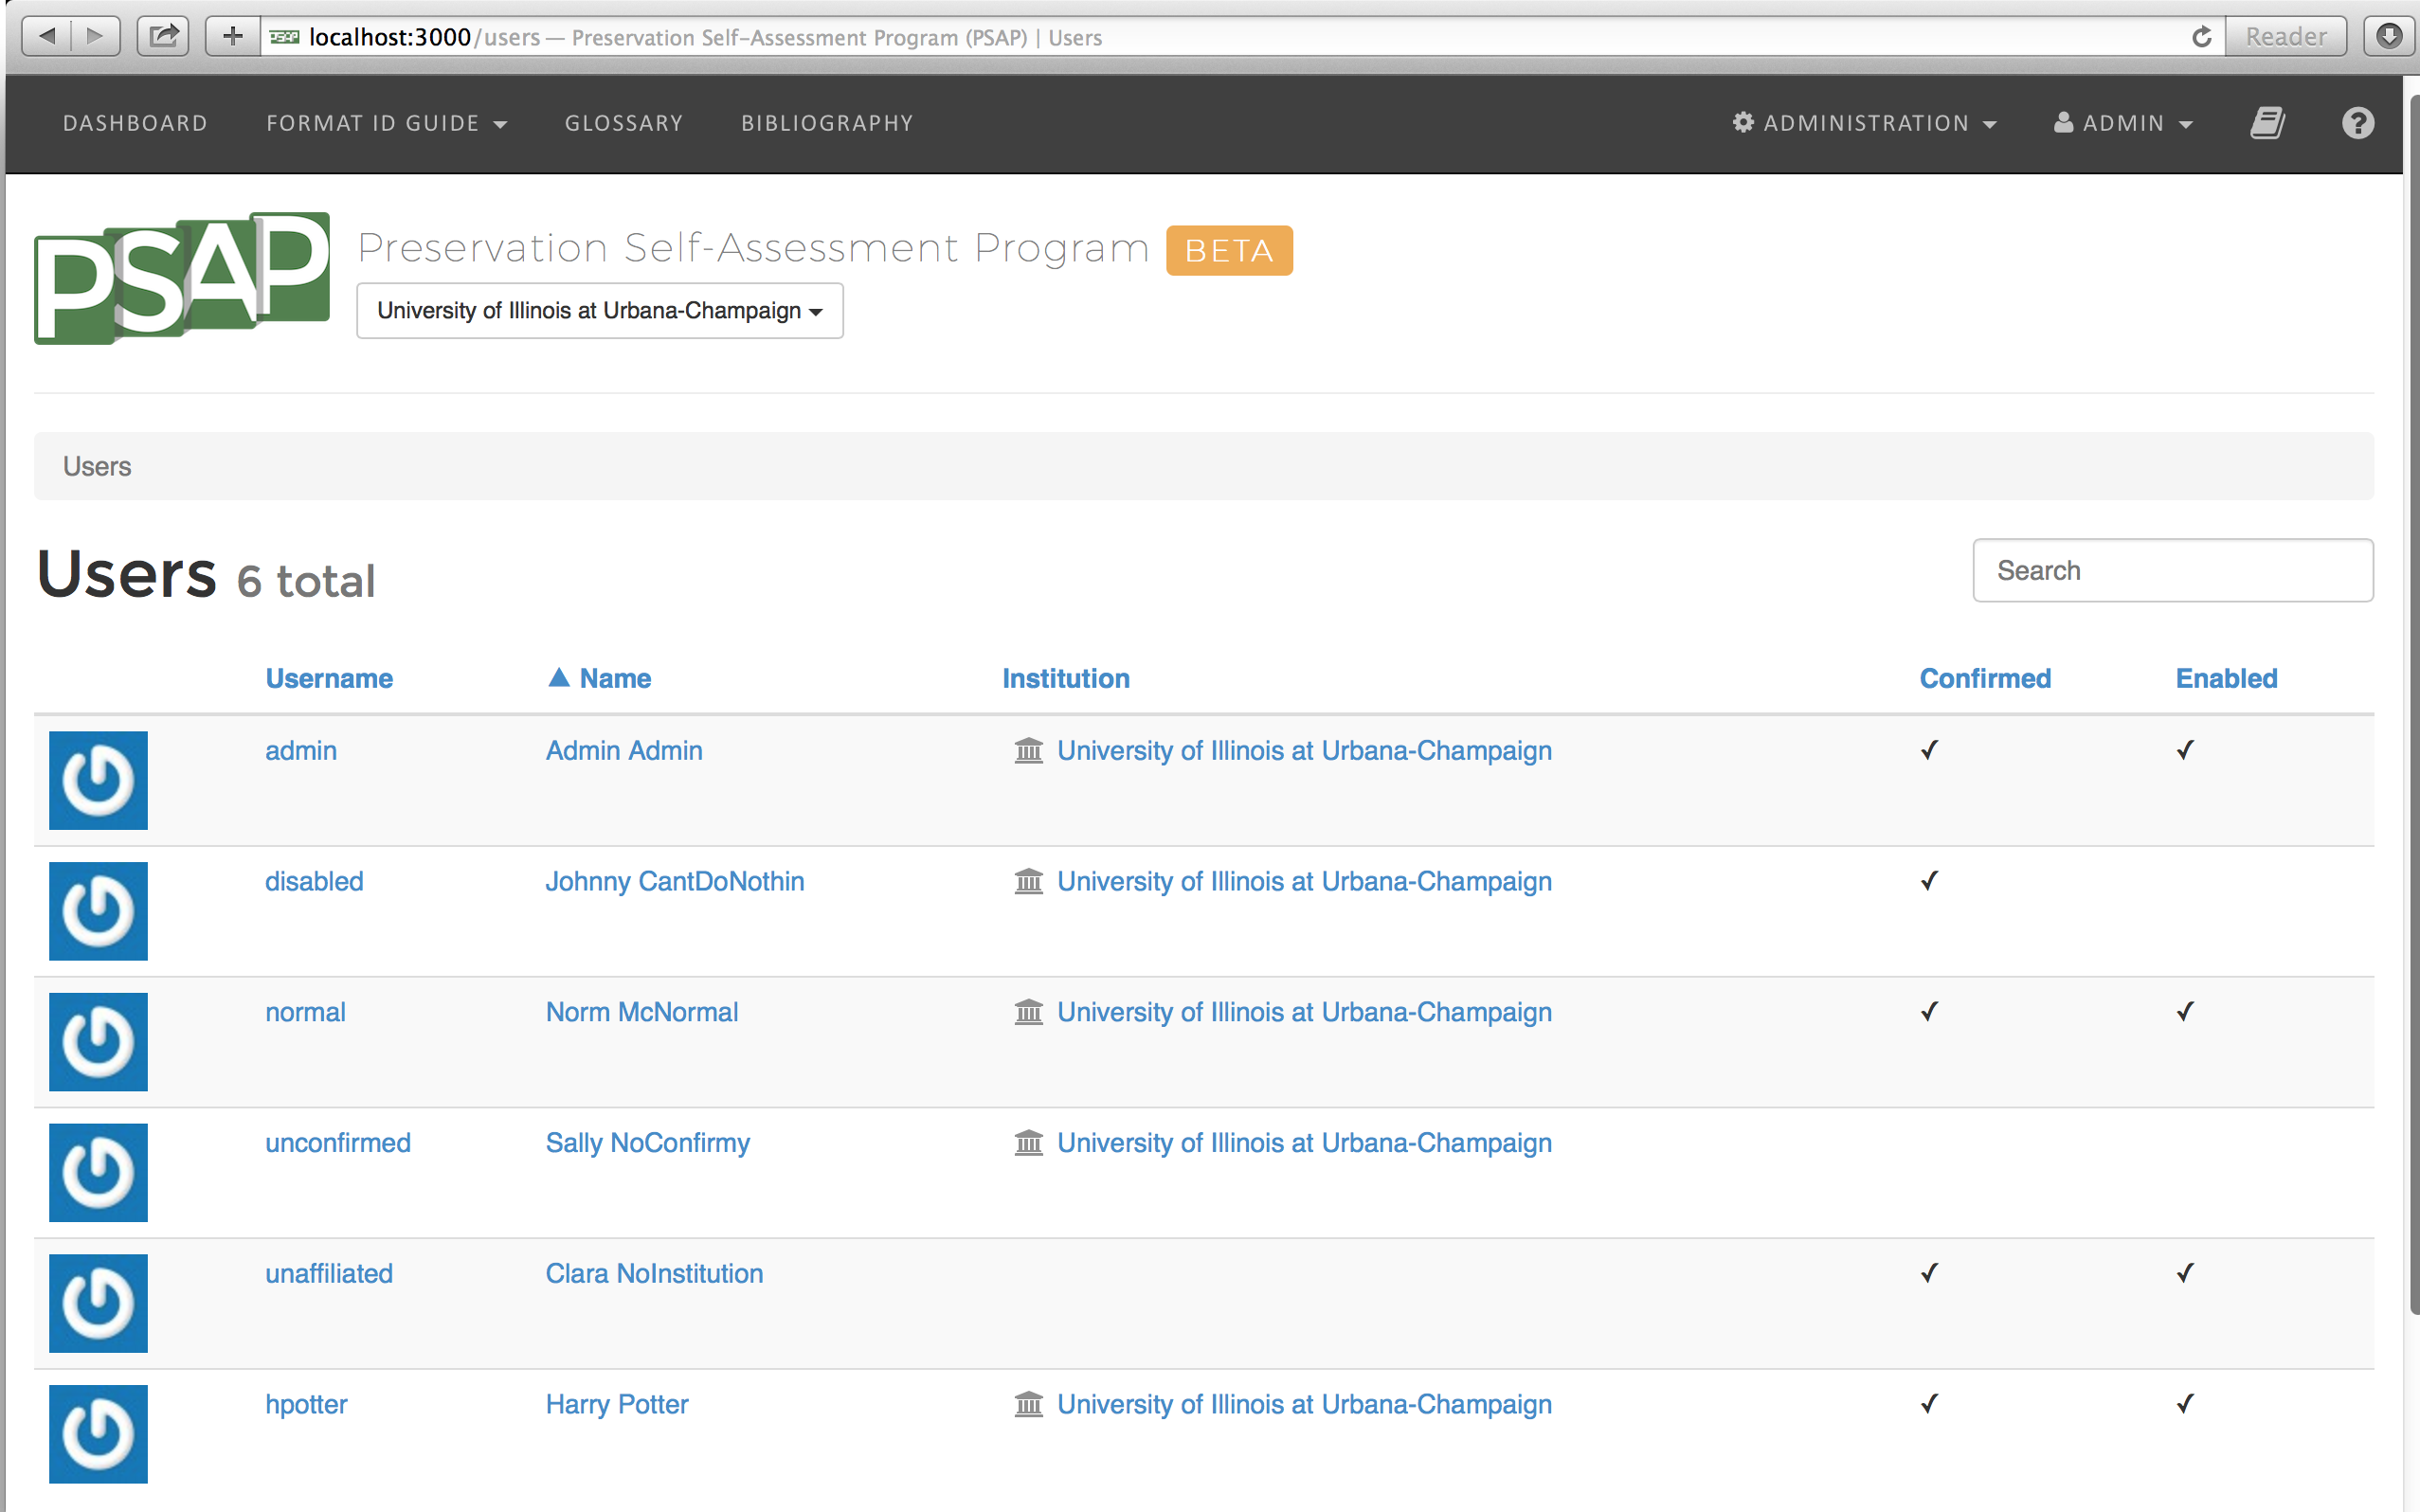 localhost:3000/users — Preservation Self-Assessment Program (PSAP) | Users
Reader
DASHBOARD FORMAT ID GUIDE GLOSSARY BIBLIOGRAPHY ADMINISTRATION ADMIN
PSAP
Preservation Self-Assessment Program BETA
University of Illinois at Urbana-Champaign
Users
Users 6 total
Search
Username ▲ Name Institution Confirmed Enabled
admin Admin Admin University of Illinois at Urbana-Champaign ✓ ✓
disabled Johnny CantDoNothin University of Illinois at Urbana-Champaign ✓
normal Norm McNormal University of Illinois at Urbana-Champaign ✓ ✓
unconfirmed Sally NoConfirmy University of Illinois at Urbana-Champaign
unaffiliated Clara NoInstitution ✓ ✓
hpotter Harry Potter University of Illinois at Urbana-Champaign ✓ ✓